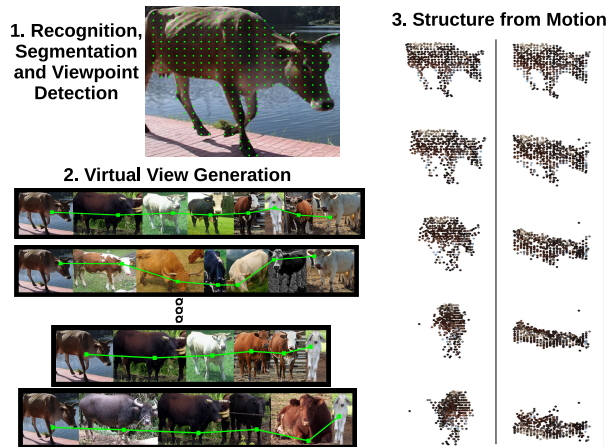 1. Recognition,
Segmentation
and Viewpoint
Detection
2. Virtual View Generation
3. Structure from Motion